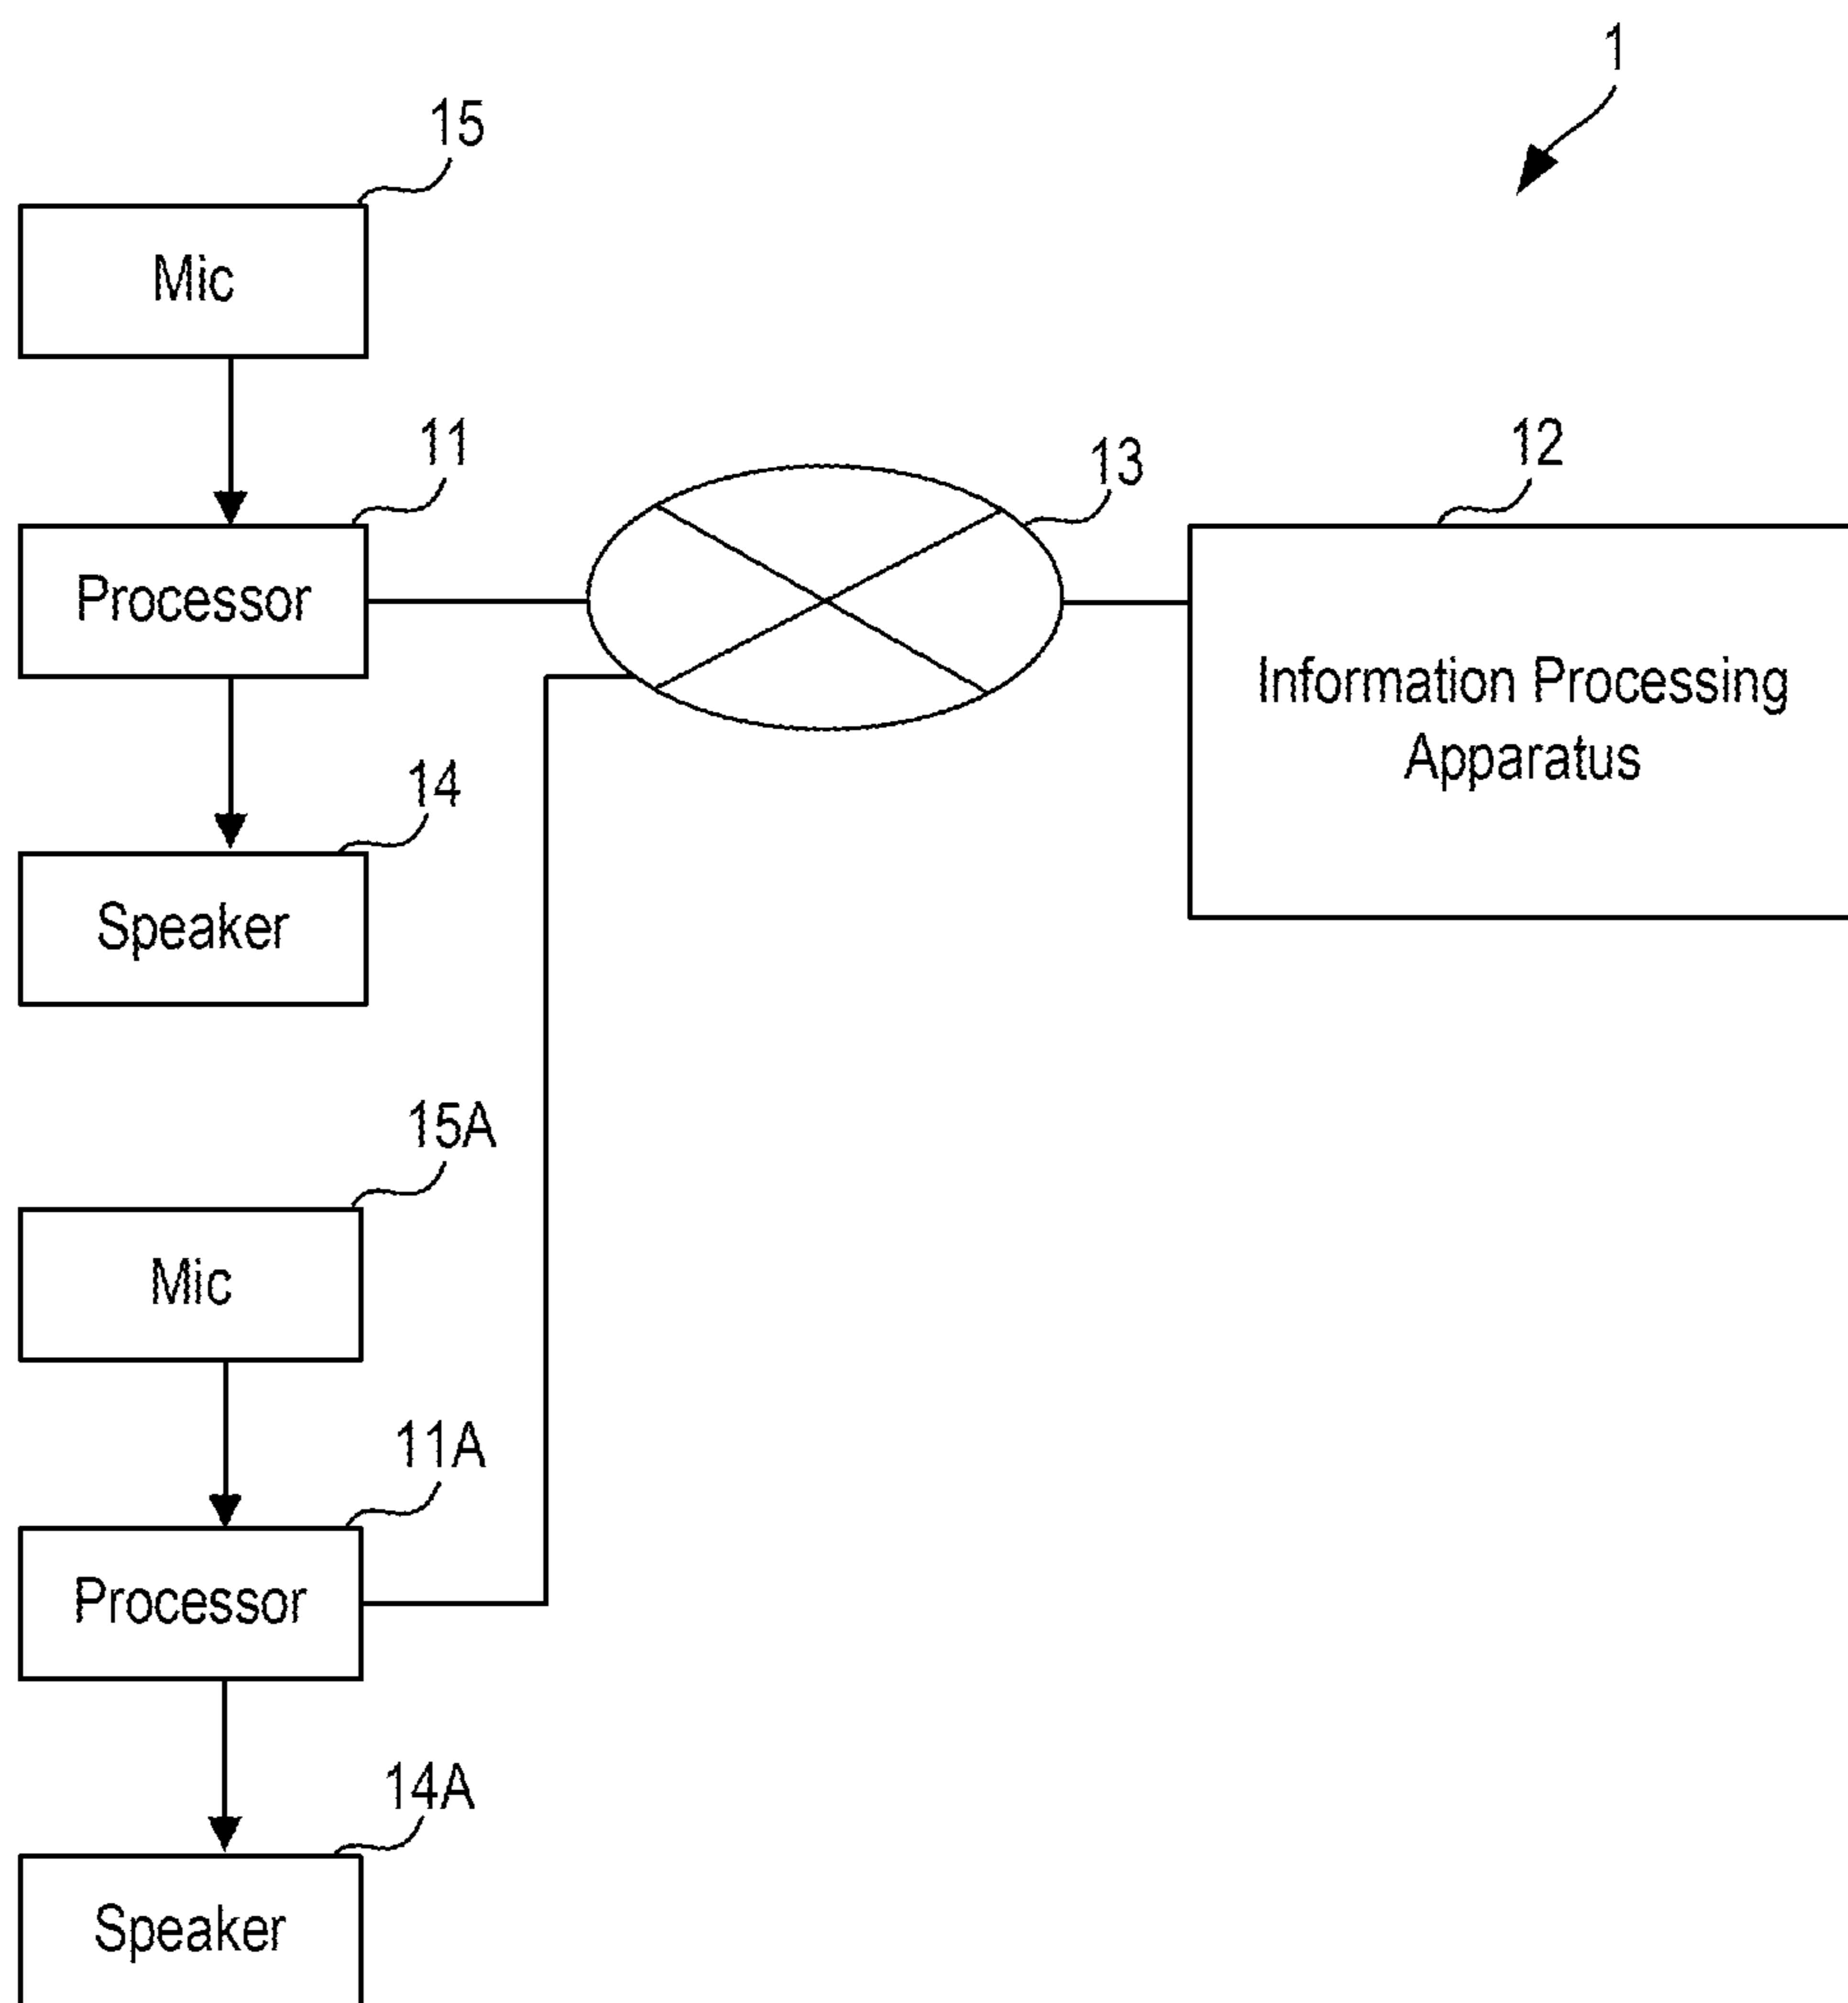 1
15
Mic
11
13
12
Processor
Information Processing
Apparatus
14
Speaker
15A
Mic
11A
Processor
14A
Speaker